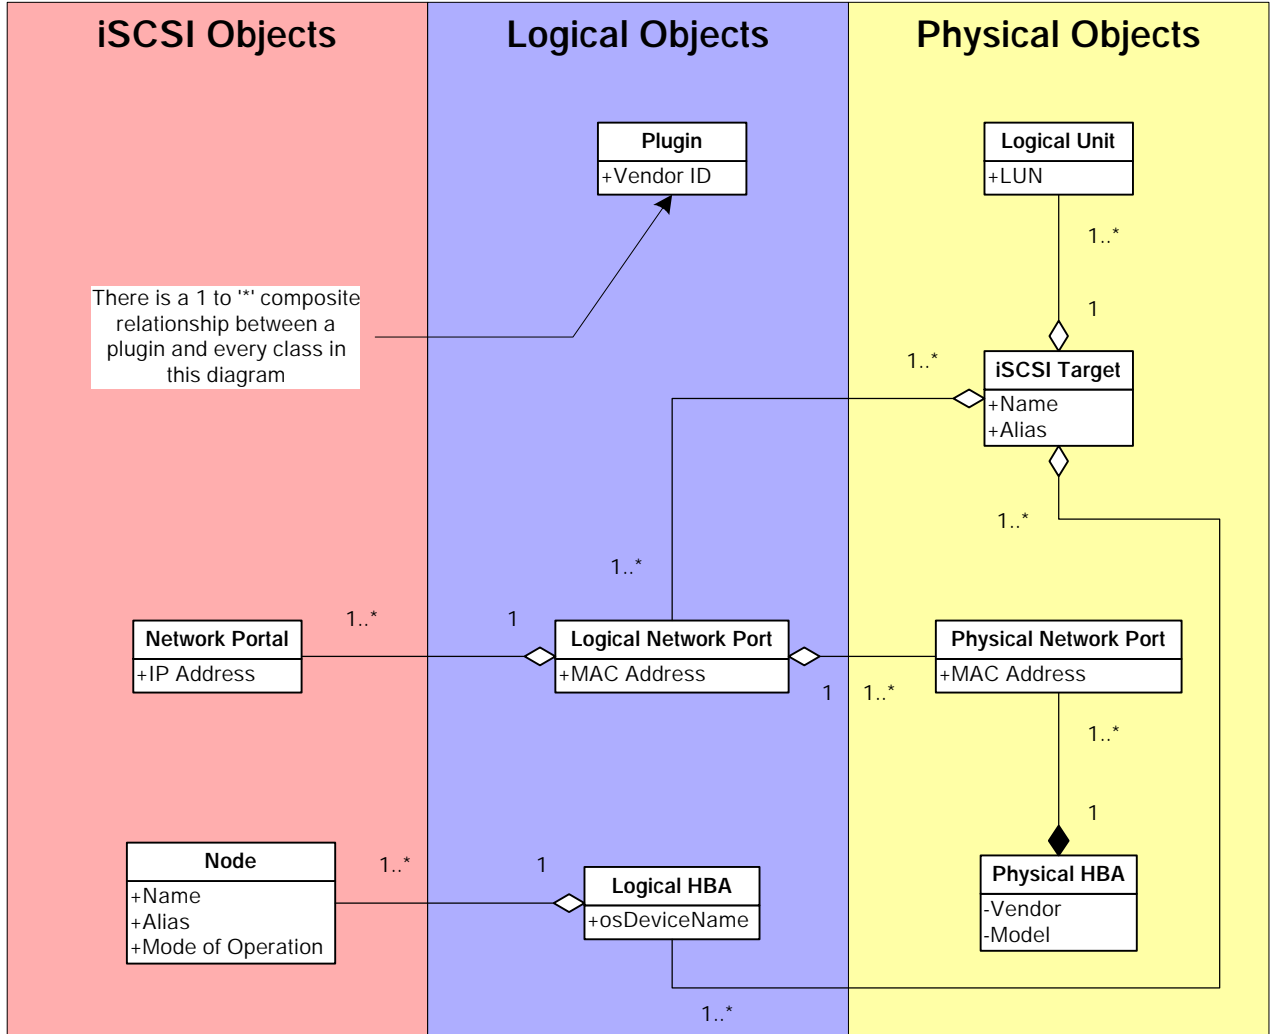 iSCSI Objects
Logical Objects
Physical Objects
Plugin
+Vendor ID
Logical Unit
+LUN
1..*
1
There is a 1 to '*' composite
relationship between a
plugin and every class in
this diagram
1..*
iSCSI Target
+Name
+Alias
1..*
1..*
1..*
1
Network Portal
+IP Address
Logical Network Port
+MAC Address
Physical Network Port
+MAC Address
1
1..*
1..*
1
Node
+Name
+Alias
+Mode of Operation
1..*
1
Logical HBA
+osDeviceName
Physical HBA
-Vendor
-Model
1..*